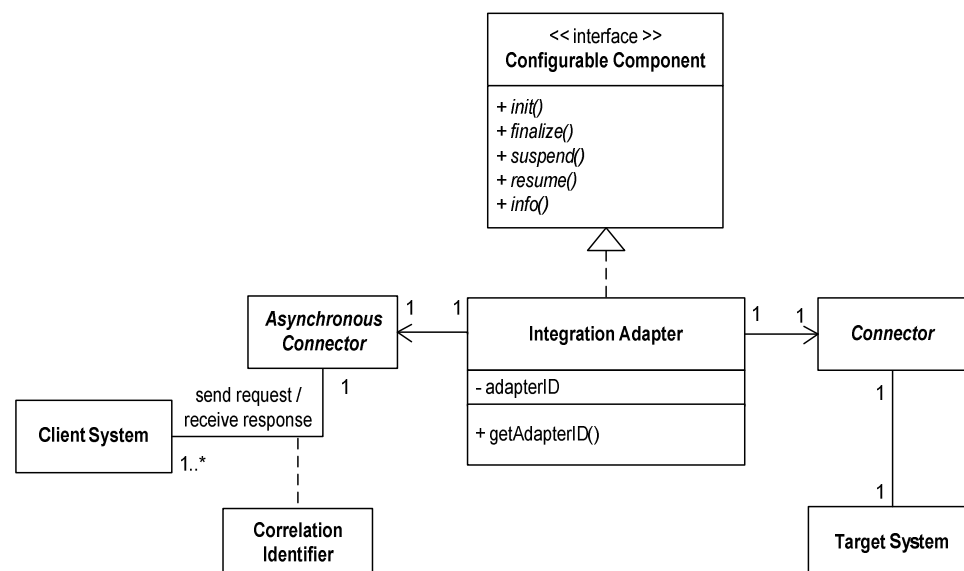 << interface >>
Configurable Component
+ init()
+ finalize()
+ suspend()
+ resume()
+ info()
1
1
1
1
Asynchronous
Connector
Integration Adapter
Connector
- adapterID
+ getAdapterID()
1
1
send request /
receive response
Client System
1..*
1
Correlation
Identifier
Target System